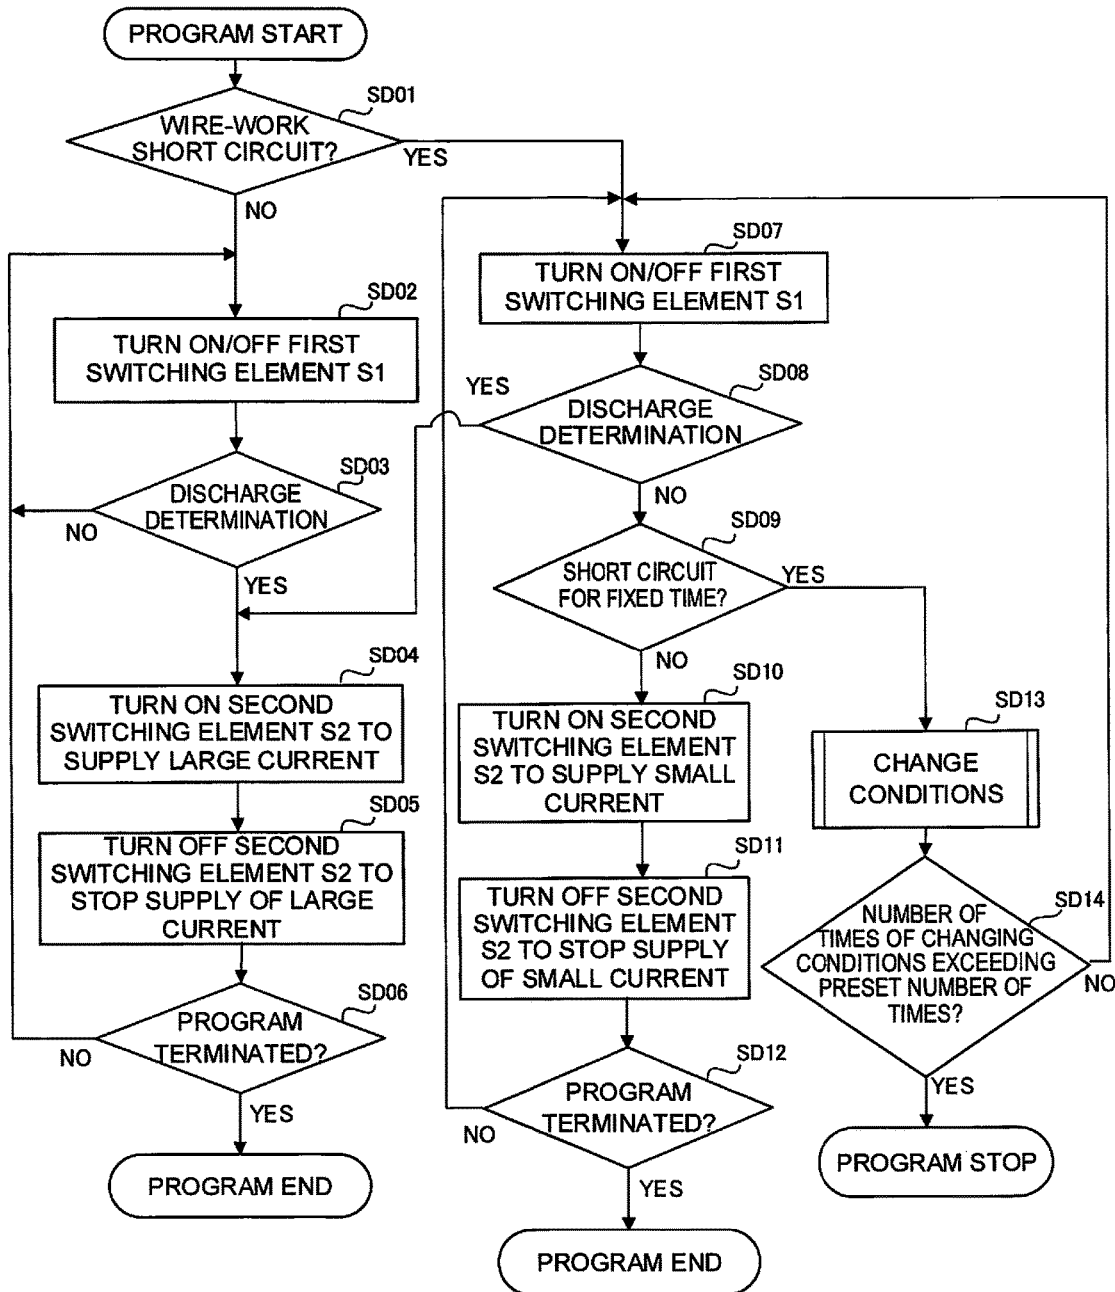 PROGRAM START
SD01
WIRE-WORK
SHORT CIRCUIT?
YES
NO
SD02
TURN ON/OFF FIRST
SWITCHING ELEMENT S1
SD03
DISCHARGE
DETERMINATION
NO
YES
SD04
TURN ON SECOND
SWITCHING ELEMENT S2 TO
SUPPLY LARGE CURRENT
SD05
TURN OFF SECOND
SWITCHING ELEMENT S2 TO
STOP SUPPLY OF LARGE
CURRENT
SD06
PROGRAM
TERMINATED?
NO
YES
PROGRAM END
SD07
TURN ON/OFF FIRST
SWITCHING ELEMENT S1
SD08
YES
DISCHARGE
DETERMINATION
NO
SD09
SHORT CIRCUIT
FOR FIXED TIME?
YES
NO
SD10
TURN ON SECOND
SWITCHING ELEMENT
S2 TO SUPPLY SMALL
CURRENT
SD11
TURN OFF SECOND
SWITCHING ELEMENT
S2 TO STOP SUPPLY
OF SMALL CURRENT
SD12
PROGRAM
TERMINATED?
NO
YES
PROGRAM END
SD13
CHANGE
CONDITIONS
SD14
NUMBER OF
TIMES OF CHANGING
CONDITIONS EXCEEDING
PRESET NUMBER OF
TIMES?
NO
YES
PROGRAM STOP